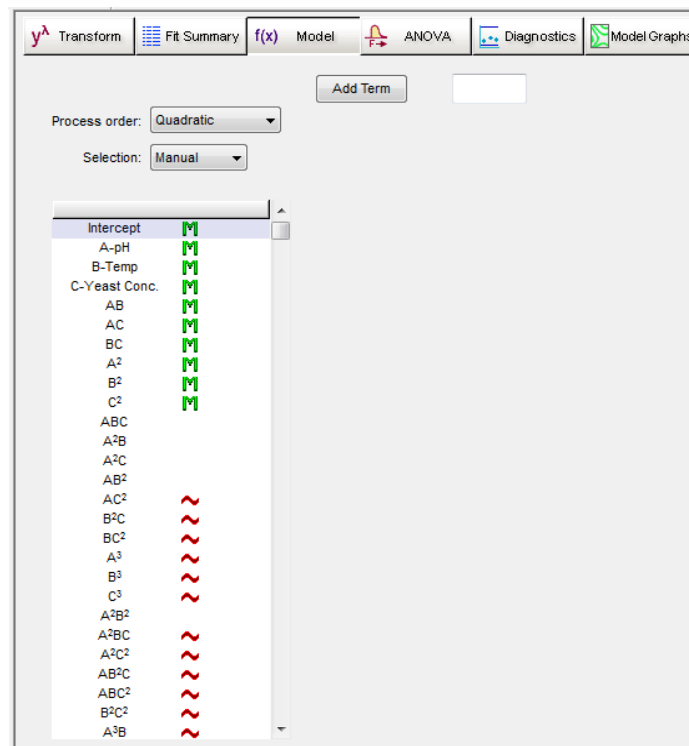 yλ Transform Fit Summary f(x) Model F ANOVA Diagnostics Model Graphs
Add Term
Process order: Quadratic
Selection: Manual
Intercept M
A-pH M
B-Temp M
C-Yeast Conc. M
AB M
AC M
BC M
A² M
B² M
C² M
ABC
A²B
A²C
AB²
AC² ~
B²C ~
BC² ~
A³ ~
B³ ~
C³ ~
A²B²
A²BC ~
A²C² ~
AB²C ~
ABC² ~
B²C² ~
A³B ~